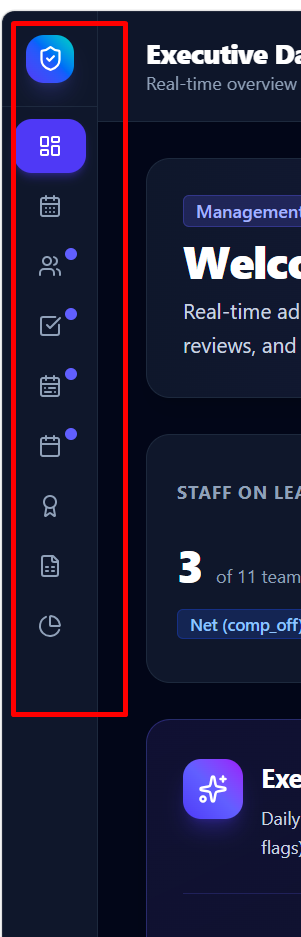 Executive Da
Real-time overview
Management
Welco
Real-time ad
reviews, and
STAFF ON LEA
3 of 11 team
Net (comp_off)
Exe
Daily
flags)